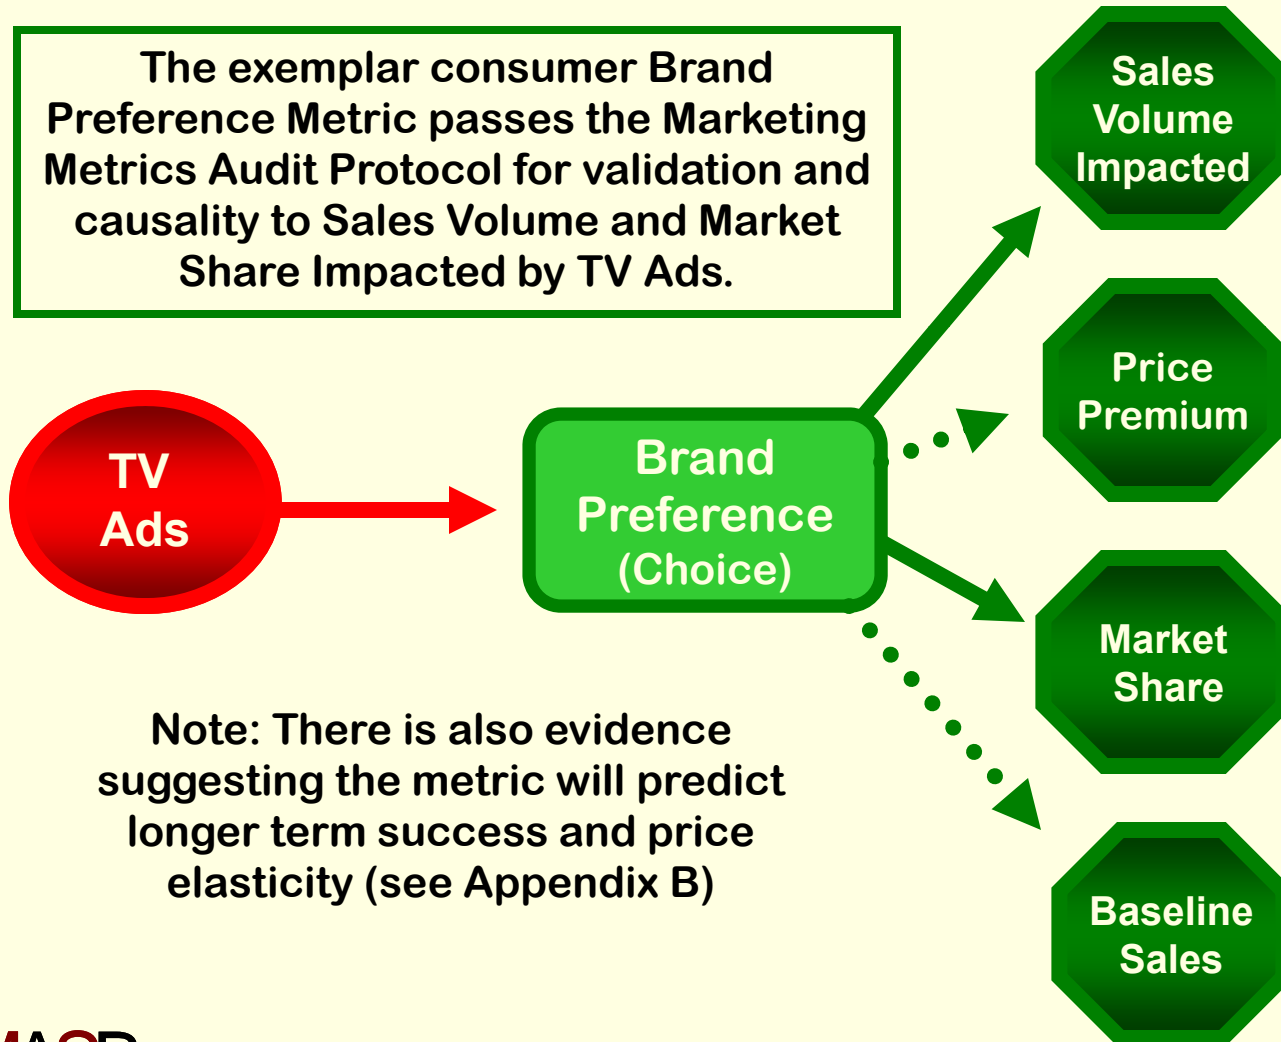 The exemplar consumer Brand
Preference Metric passes the Marketing
Metrics Audit Protocol for validation and
causality to Sales Volume and Market
Share Impacted by TV Ads.
Sales
Volume
Impacted
Price
Premium
TV
Ads
Brand
Preference
(Choice)
Market
Share
Note: There is also evidence
suggesting the metric will predict
longer term success and price
elasticity (see Appendix B)
Baseline
Sales